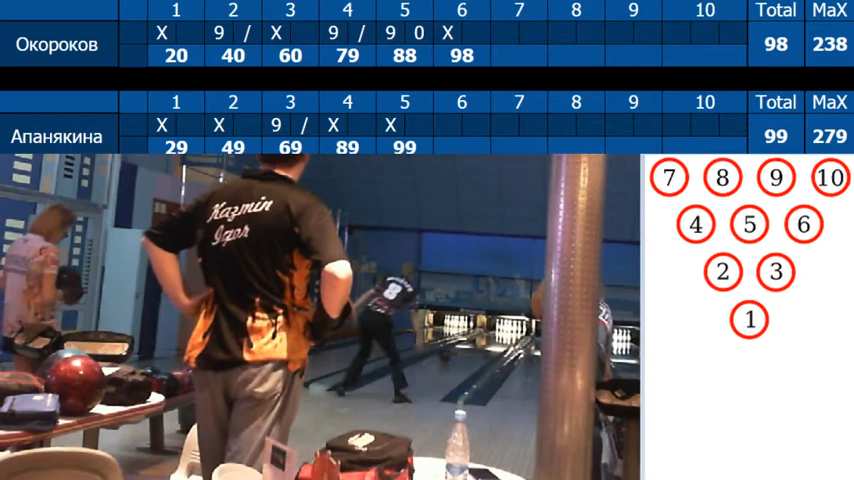 1 2 3 4 5 6 7 8 9 10 Total MaX
Окороков X 9 / X 9 / 9 0 X 98 238
20 40 60 79 88 98
1 2 3 4 5 6 7 8 9 10 Total MaX
Апанякина X X 9 / X X 99 279
29 49 69 89 99
Kazmin
Igor
8
7 8 9 10
4 5 6
2 3
1